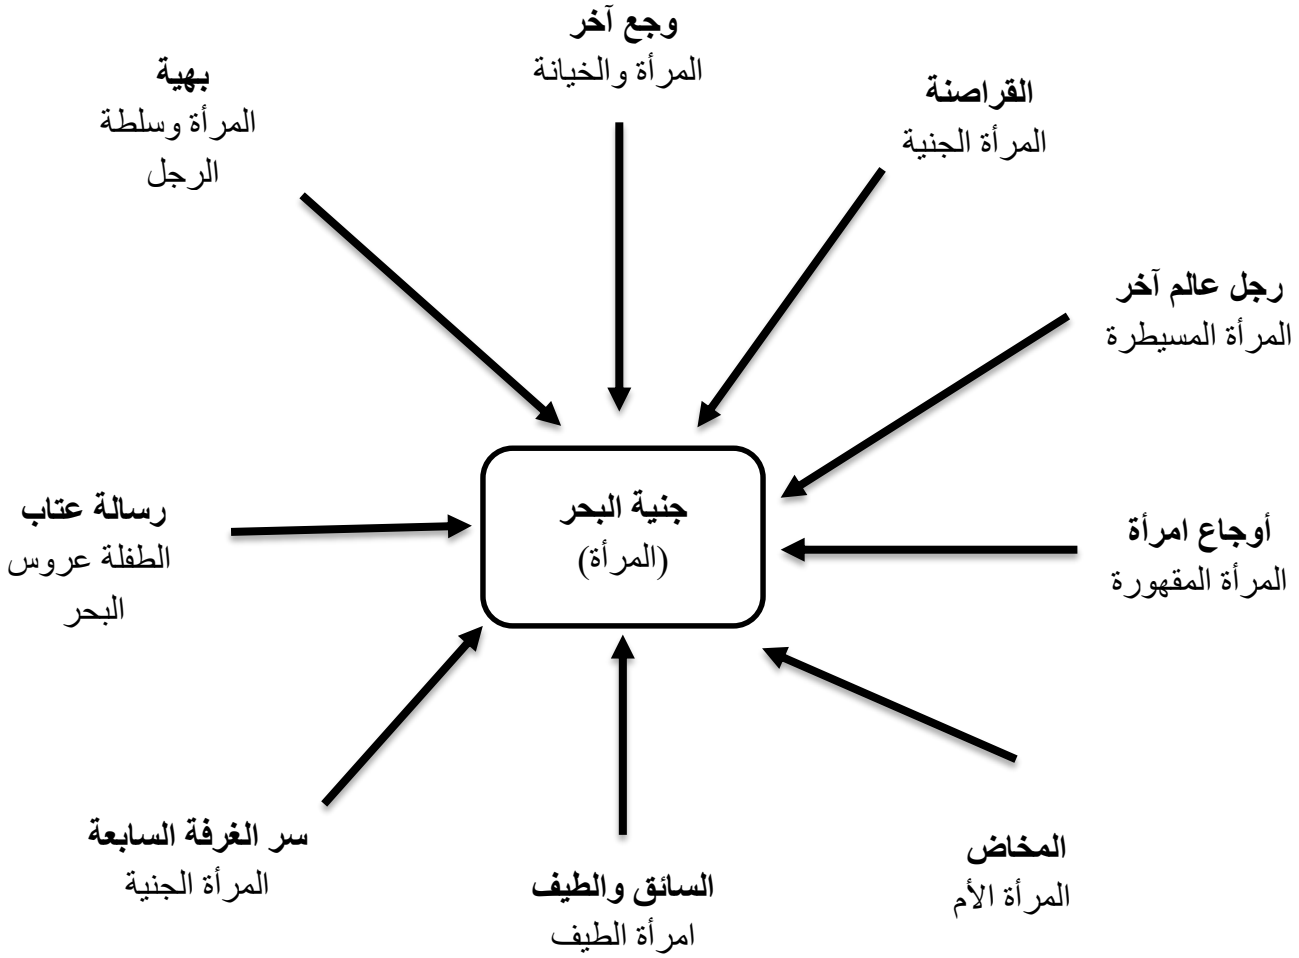 وجع آخر
المرأة والخيانة
القراصنة
المرأة الجنية
بهية
المرأة وسلطة
الرجل
رجل عالم آخر
المرأة المسيطرة
جنية البحر
(المرأة)
أوجاع امرأة
المرأة المقهورة
رسالة عتاب
الطفلة عروس
البحر
المخاض
المرأة الأم
السائق والطيف
امرأة الطيف
سر الغرفة السابعة
المرأة الجنية